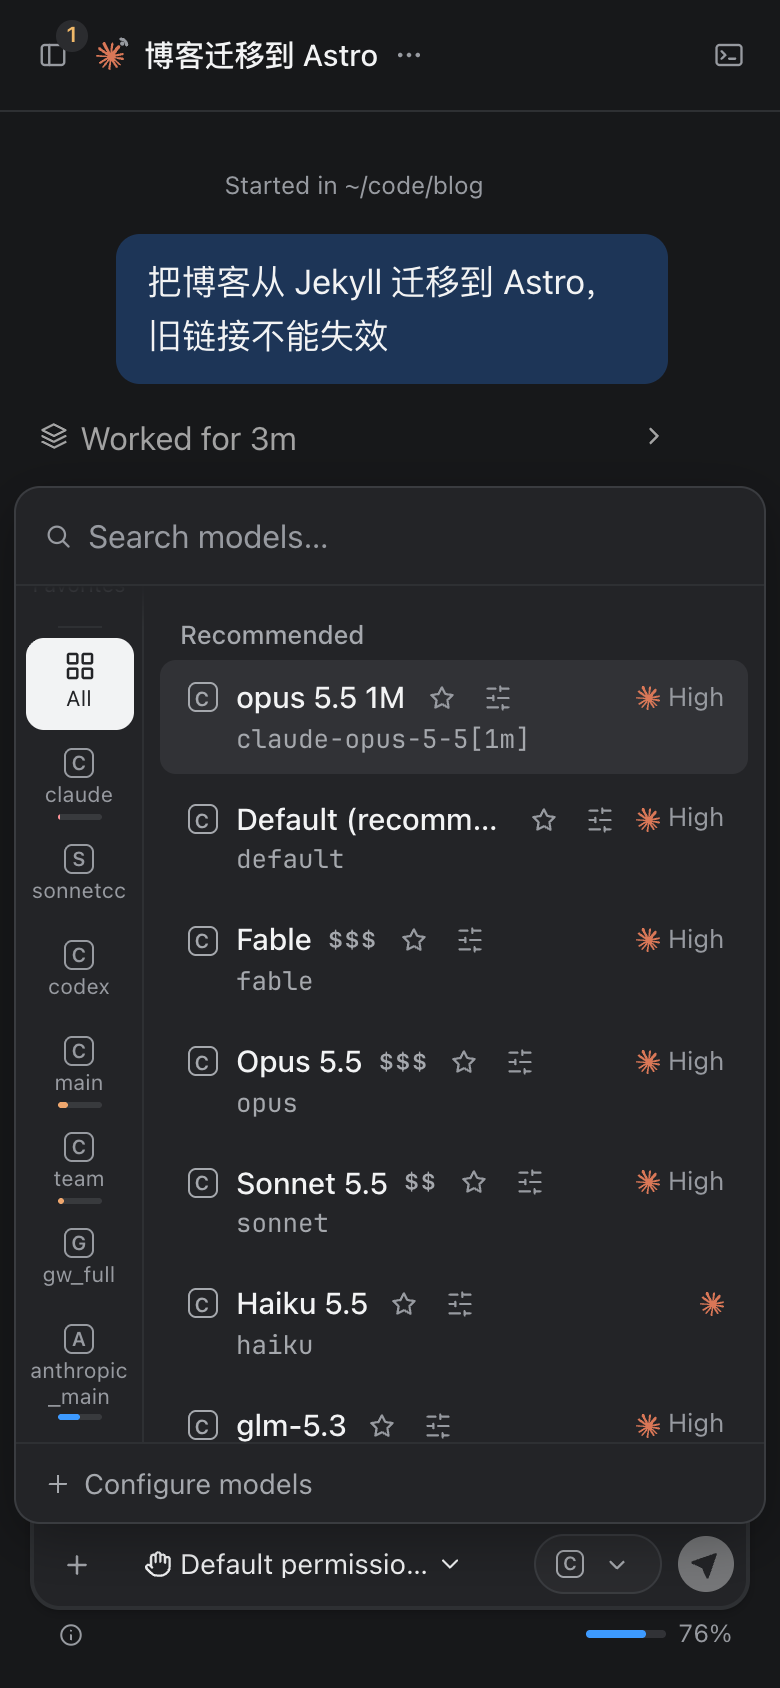 1
博客迁移到 Astro ...
Started in ~/code/blog
把博客从 Jekyll 迁移到 Astro，
旧链接不能失效
Worked for 3m
Search models...
Favorites
All
C
claude
S
sonnetcc
C
codex
C
main
C
team
G
gw_full
A
anthropic
_main
Recommended
C opus 5.5 1M High
claude-opus-5-5[1m]
C Default (recomm... High
default
C Fable $$$ High
fable
C Opus 5.5 $$$ High
opus
C Sonnet 5.5 $$ High
sonnet
C Haiku 5.5
haiku
C glm-5.3 High
+ Configure models
+ Default permissio... C
76%